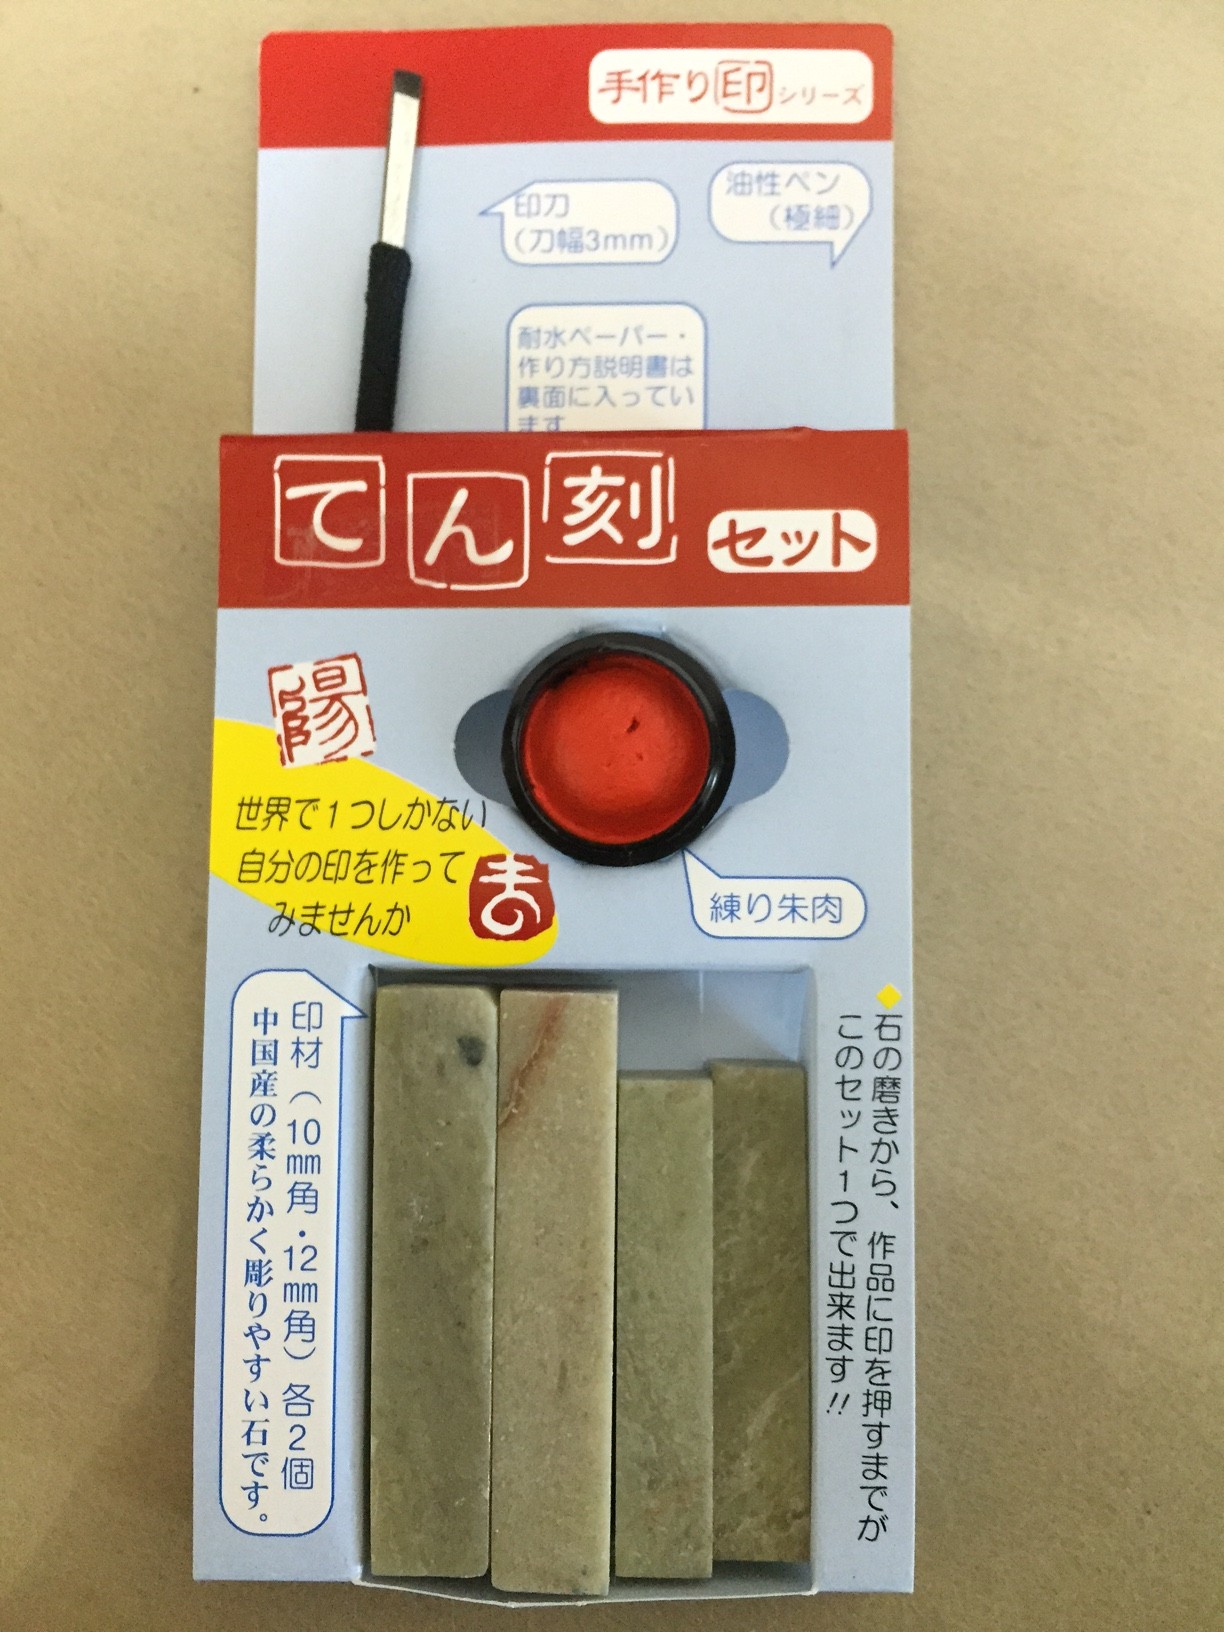 手作り印シリーズ
印刀
(刀幅3mm)
油性ペン
(極細)
耐水ペーパー・
作り方説明書は
裏面に入ってい
ます
てん刻セット
陽
世界で1つしかない
自分の印を作って
みませんか
練り朱肉
印材(10mm角・12mm角)各2個
中国産の柔らかく彫りやすい石です。
◆石の磨きから、作品に印を押すまでが
このセット1つで出来ます!!